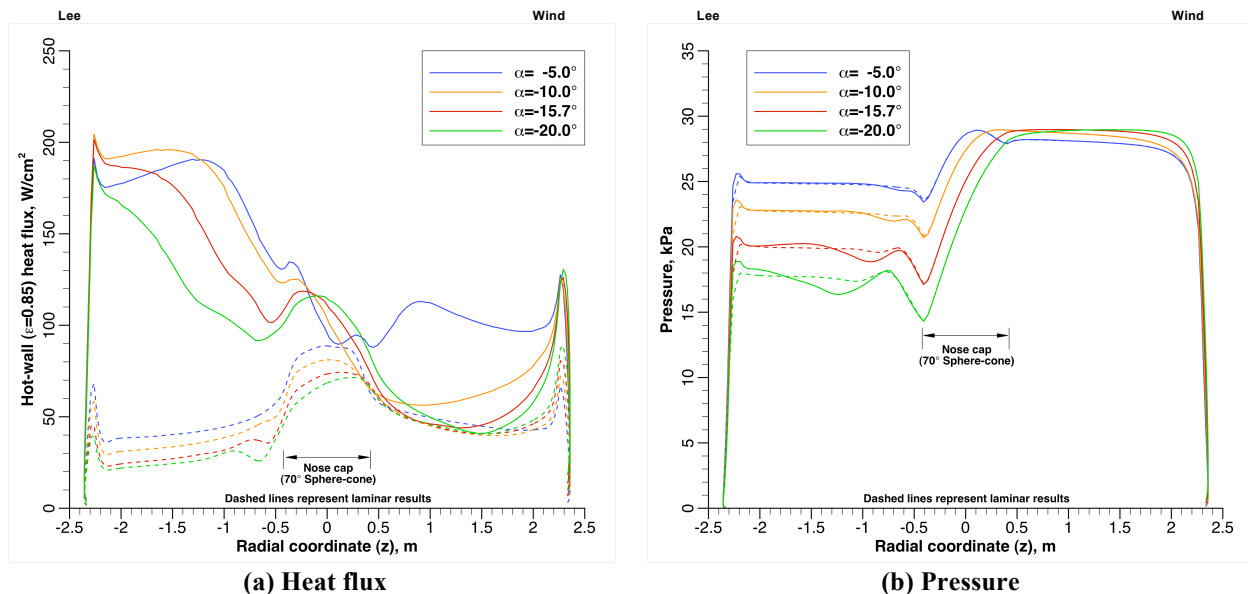 Lee Wind
Hot-wall (ε=0.85) heat flux, W/cm²
250
200
150
100
50
0
α= -5.0°
α=-10.0°
α=-15.7°
α=-20.0°
Nose cap
(70° Sphere-cone)
Dashed lines represent laminar results
-2.5 -2 -1.5 -1 -0.5 0 0.5 1 1.5 2 2.5
Radial coordinate (z), m
(a) Heat flux
Lee Wind
Pressure, kPa
35
30
25
20
15
10
5
0
α= -5.0°
α=-10.0°
α=-15.7°
α=-20.0°
Nose cap
(70° Sphere-cone)
Dashed lines represent laminar results
-2.5 -2 -1.5 -1 -0.5 0 0.5 1 1.5 2 2.5
Radial coordinate (z), m
(b) Pressure